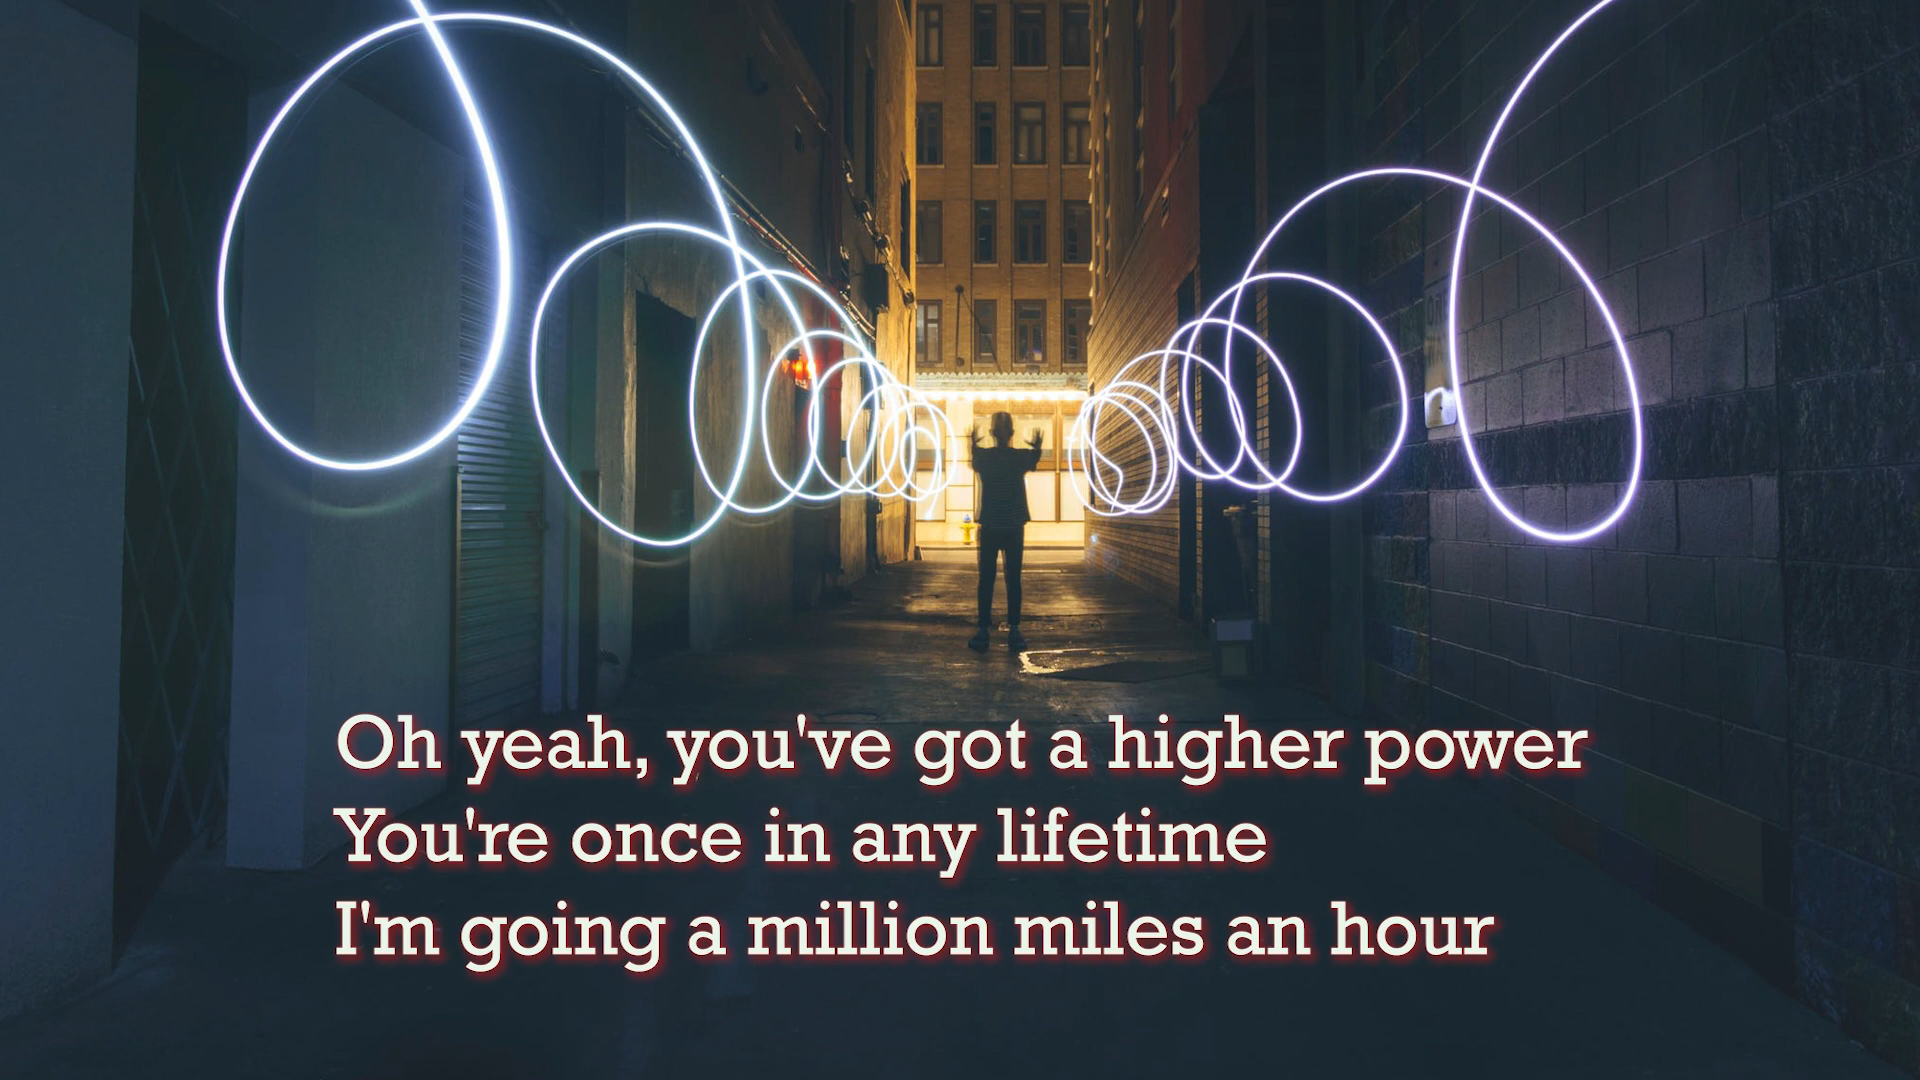 Oh yeah, you've got a higher power
You're once in any lifetime
I'm going a million miles an hour